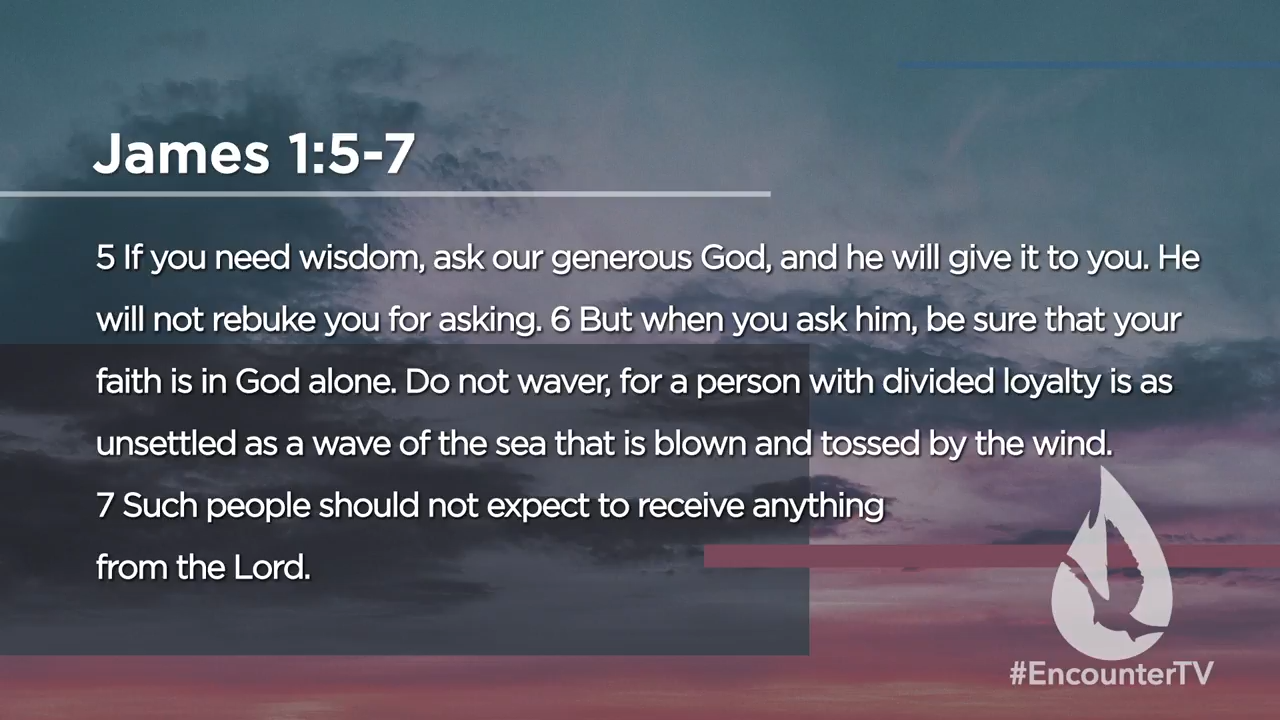 James 1:5-7
5 If you need wisdom, ask our generous God, and he will give it to you. He
will not rebuke you for asking. 6 But when you ask him, be sure that your
faith is in God alone. Do not waver, for a person with divided loyalty is as
unsettled as a wave of the sea that is blown and tossed by the wind.
7 Such people should not expect to receive anything
from the Lord.
#EncounterTV